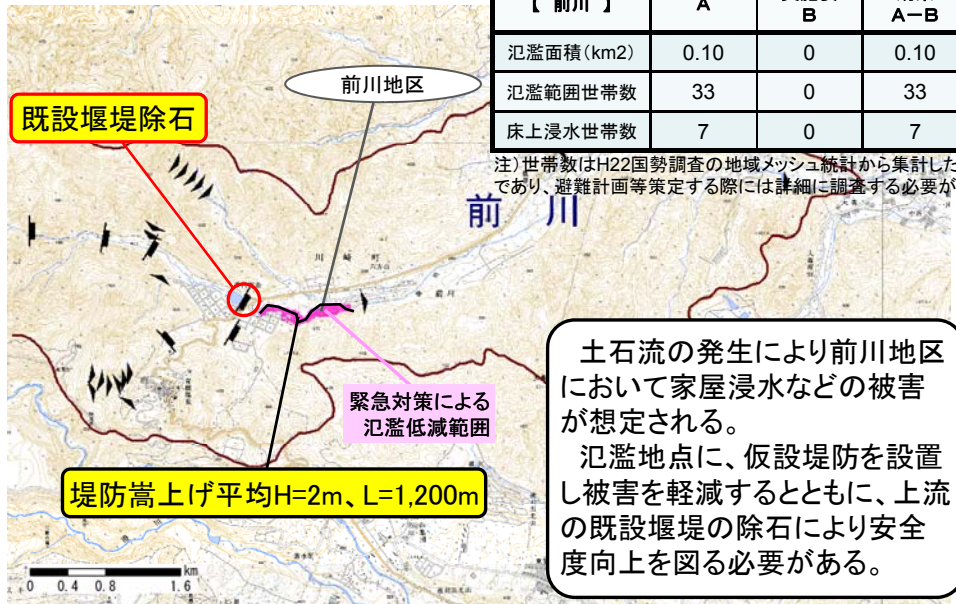 【 前川 】 A B A－B
氾濫面積(km2) 0.10 0 0.10
氾濫範囲世帯数 33 0 33
床上浸水世帯数 7 0 7
注)世帯数はH22国勢調査の地域メッシュ統計から集計した
であり、避難計画等策定する際には詳細に調査する必要が
前川地区
既設堰堤除石
前 川
川 崎 町
前川
緊急対策による
氾濫低減範囲
堤防嵩上げ平均H=2m、L=1,200m
土石流の発生により前川地区
において家屋浸水などの被害
が想定される。
氾濫地点に、仮設堤防を設置
し被害を軽減するとともに、上流
の既設堰堤の除石により安全
度向上を図る必要がある。
km
0 0.4 0.8 1.6